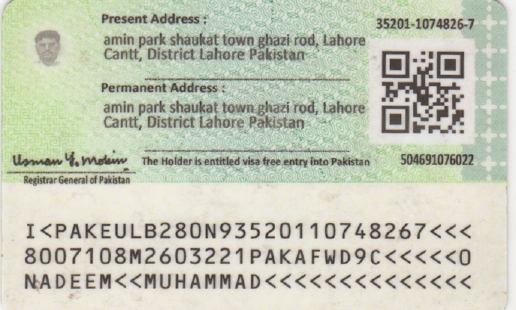 Present Address :
35201-1074826-7
amin park shaukat town ghazi rod, Lahore
Cantt, District Lahore Pakistan
Permanent Address :
amin park shaukat town ghazi rod, Lahore
Cantt, District Lahore Pakistan
Usman Y. Mobin
The Holder is entitled visa free entry into Pakistan
504691076022
Registrar General of Pakistan
I<PAKEULB280N93520110748267<<<
8007108M2603221PAKAFWD9C<<<<<0
NADEEM<<MUHAMMAD<<<<<<<<<<<<<<